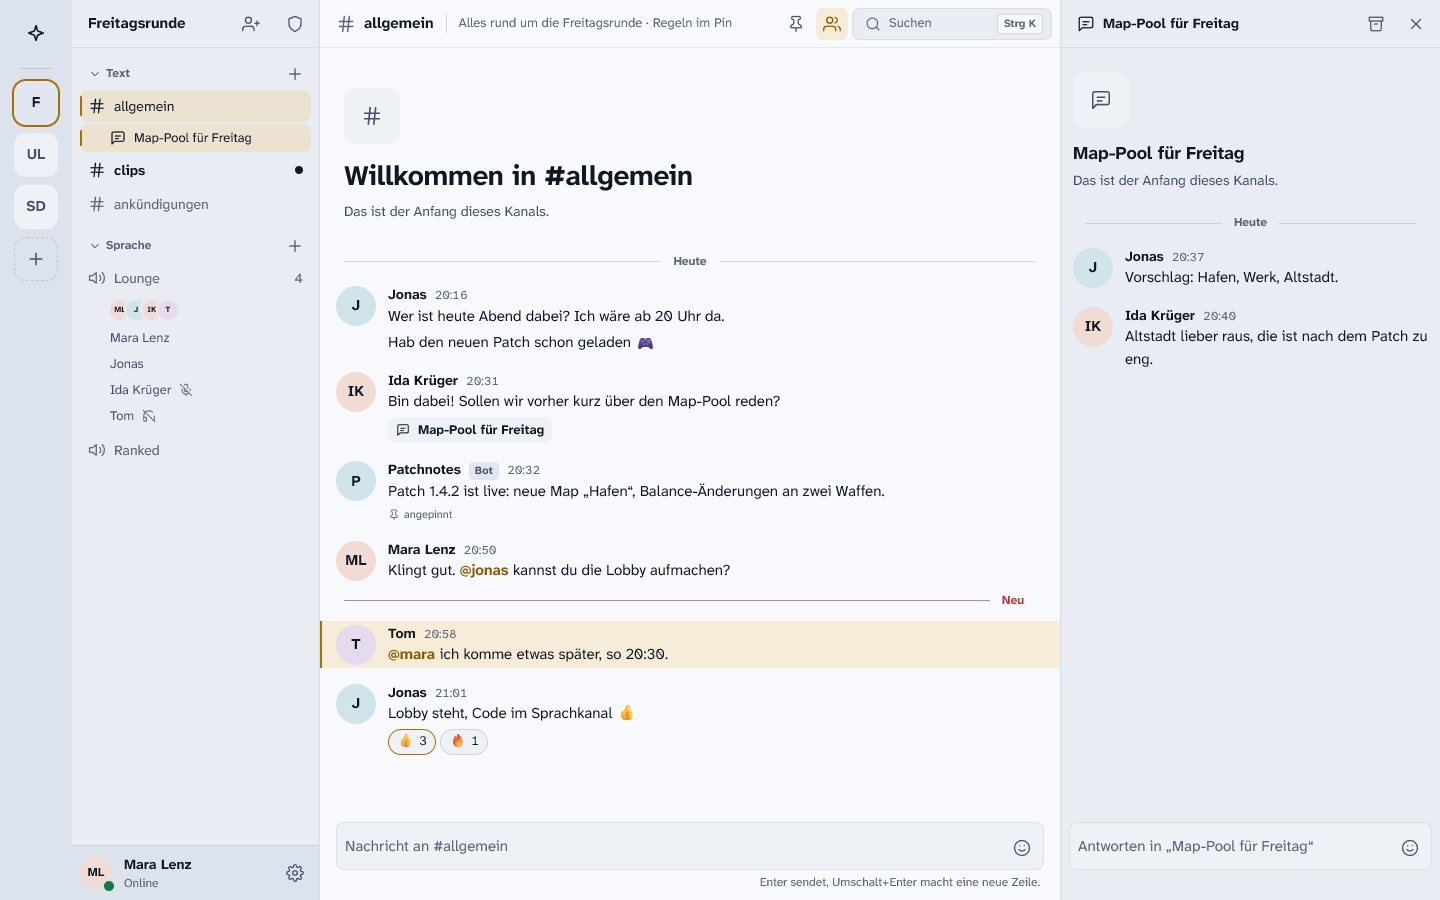 Freitagsrunde
F
UL
SD
Text
allgemein
Map-Pool für Freitag
clips
ankündigungen
Sprache
Lounge 4
ML J IK T
Mara Lenz
Jonas
Ida Krüger
Tom
Ranked
ML Mara Lenz
Online
# allgemein Alles rund um die Freitagsrunde · Regeln im Pin
Suchen Strg K
#
Willkommen in #allgemein
Das ist der Anfang dieses Kanals.
Heute
J Jonas 20:16
Wer ist heute Abend dabei? Ich wäre ab 20 Uhr da.
Hab den neuen Patch schon geladen 🎮
IK Ida Krüger 20:31
Bin dabei! Sollen wir vorher kurz über den Map-Pool reden?
Map-Pool für Freitag
P Patchnotes Bot 20:32
Patch 1.4.2 ist live: neue Map „Hafen“, Balance-Änderungen an zwei Waffen.
angepinnt
ML Mara Lenz 20:50
Klingt gut. @jonas kannst du die Lobby aufmachen?
Neu
T Tom 20:58
@mara ich komme etwas später, so 20:30.
J Jonas 21:01
Lobby steht, Code im Sprachkanal 👍
👍 3 🔥 1
Nachricht an #allgemein
Enter sendet, Umschalt+Enter macht eine neue Zeile.
Map-Pool für Freitag
Map-Pool für Freitag
Das ist der Anfang dieses Kanals.
Heute
J Jonas 20:37
Vorschlag: Hafen, Werk, Altstadt.
IK Ida Krüger 20:40
Altstadt lieber raus, die ist nach dem Patch zu
eng.
Antworten in „Map-Pool für Freitag“